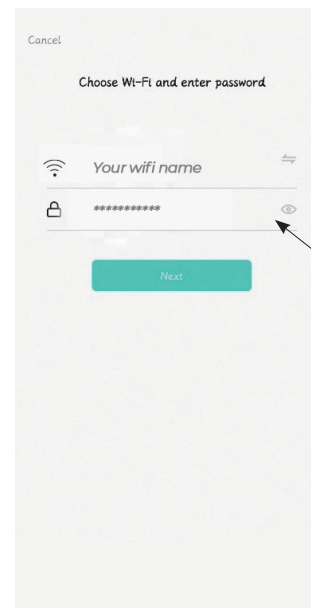 Cancel
Choose Wi-Fi and enter password
Your wifi name
***********
Next